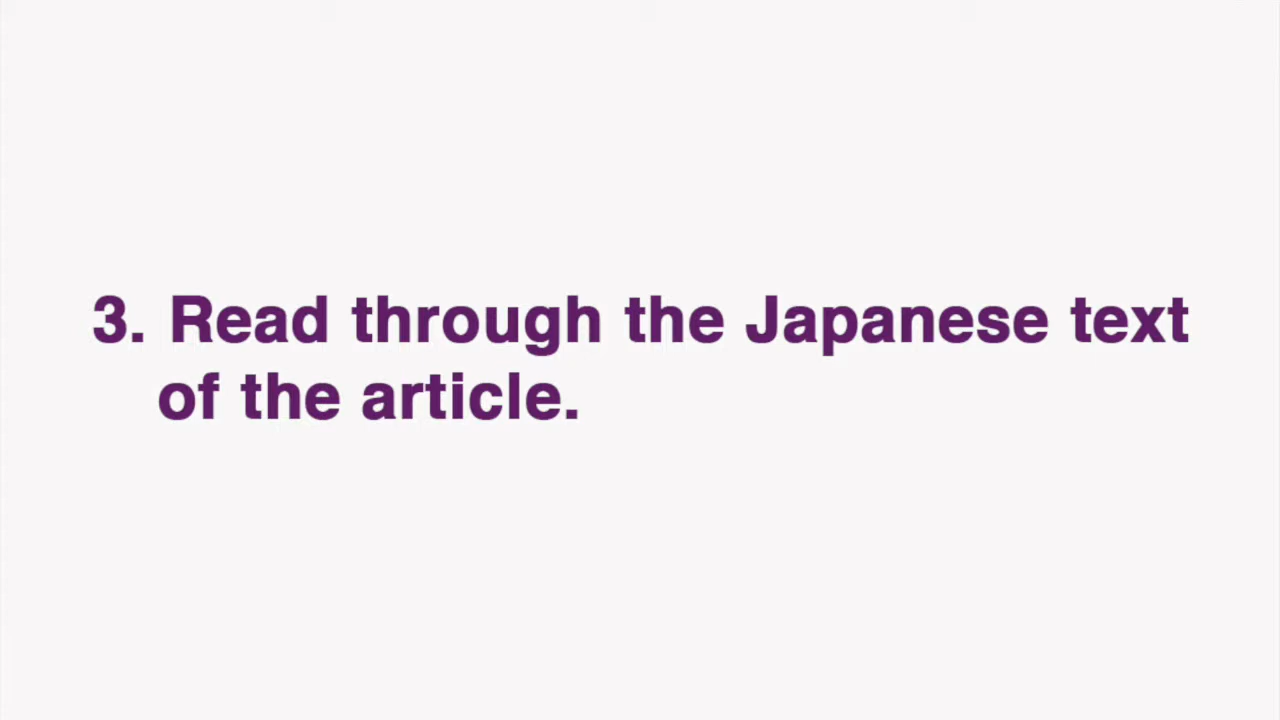 3. Read through the Japanese text
of the article.